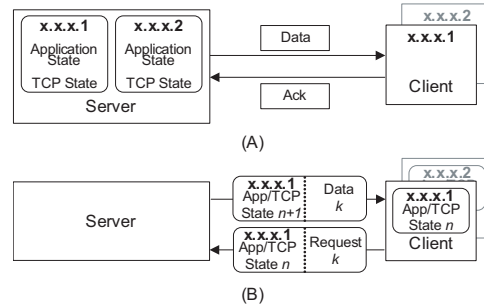 x.x.x.2
x.x.x.1 x.x.x.2 x.x.x.1
Application Application Data
State State
TCP State TCP State
Server Ack Client
(A)
x.x.x.2
x.x.x.1 Data
App/TCP
State n+1 k x.x.x.1
Server App/TCP
x.x.x.1 Request State n
App/TCP
State n k Client
(B)